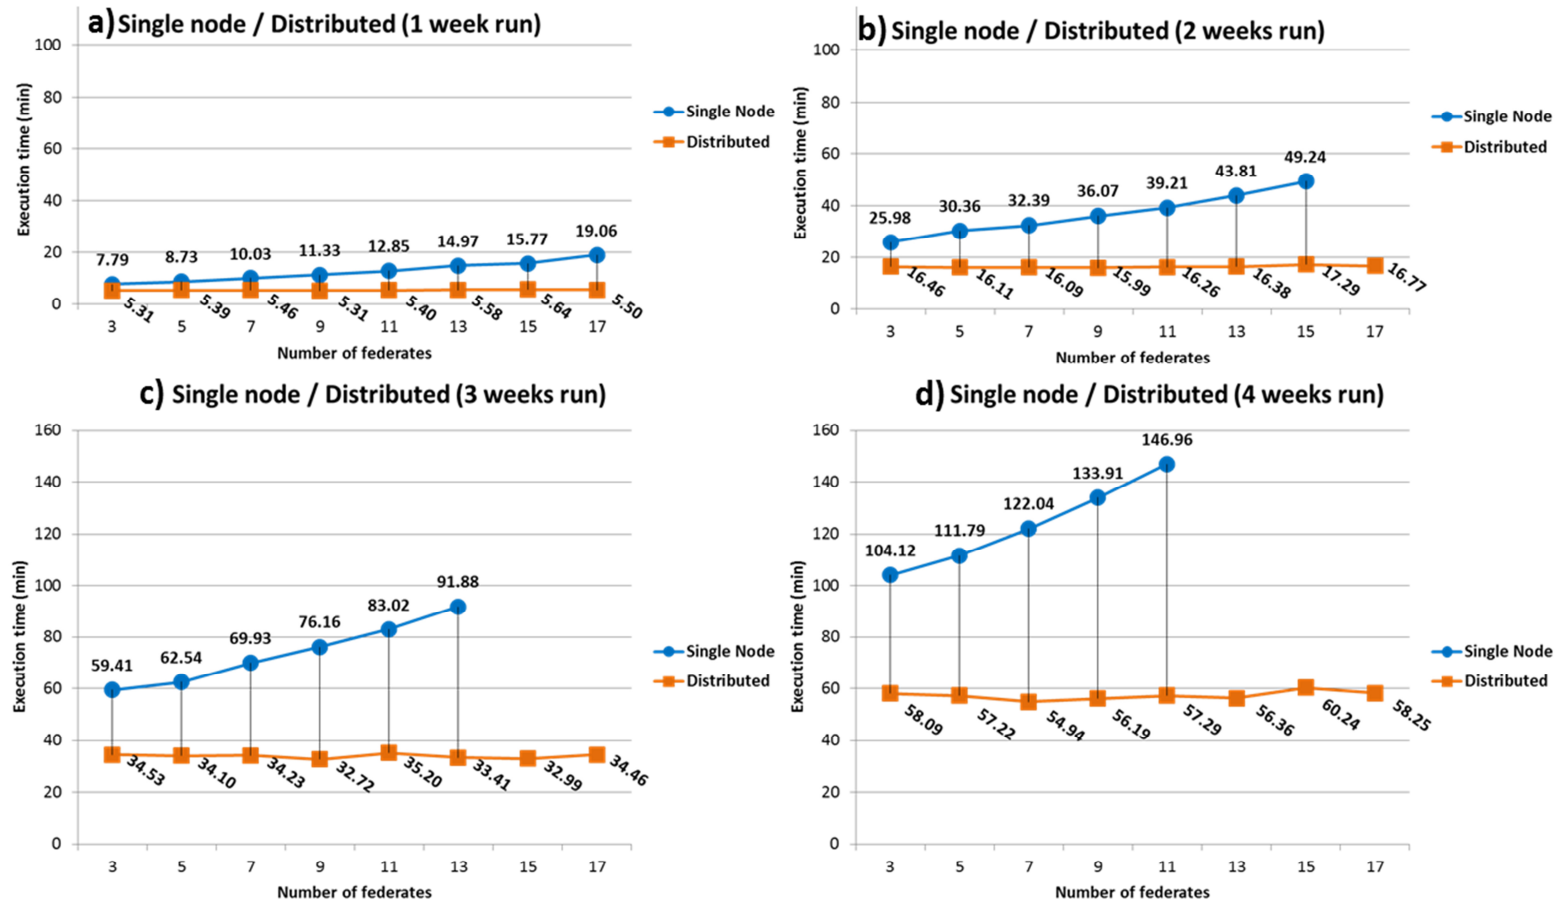 a) Single node / Distributed (1 week run)
Execution time (min)
100
80
60
40
20
0
7.79 8.73 10.03 11.33 12.85 14.97 15.77 19.06
5.31 5.39 5.46 5.31 5.40 5.58 5.64 5.50
3 5 7 9 11 13 15 17
Number of federates
Single Node
Distributed
b) Single node / Distributed (2 weeks run)
Execution time (min)
100
80
60
40
20
0
25.98 30.36 32.39 36.07 39.21 43.81 49.24
16.46 16.11 16.09 15.99 16.26 16.38 17.29 16.77
3 5 7 9 11 13 15 17
Number of federates
Single Node
Distributed
c) Single node / Distributed (3 weeks run)
Execution time (min)
160
140
120
100
80
60
40
20
0
59.41 62.54 69.93 76.16 83.02 91.88
34.53 34.10 34.23 32.72 35.20 33.41 32.99 34.46
3 5 7 9 11 13 15 17
Number of federates
Single Node
Distributed
d) Single node / Distributed (4 weeks run)
Execution time (min)
160
140
120
100
80
60
40
20
0
104.12 111.79 122.04 133.91 146.96
58.09 57.22 54.94 56.19 57.29 56.36 60.24 58.25
3 5 7 9 11 13 15 17
Number of federates
Single Node
Distributed